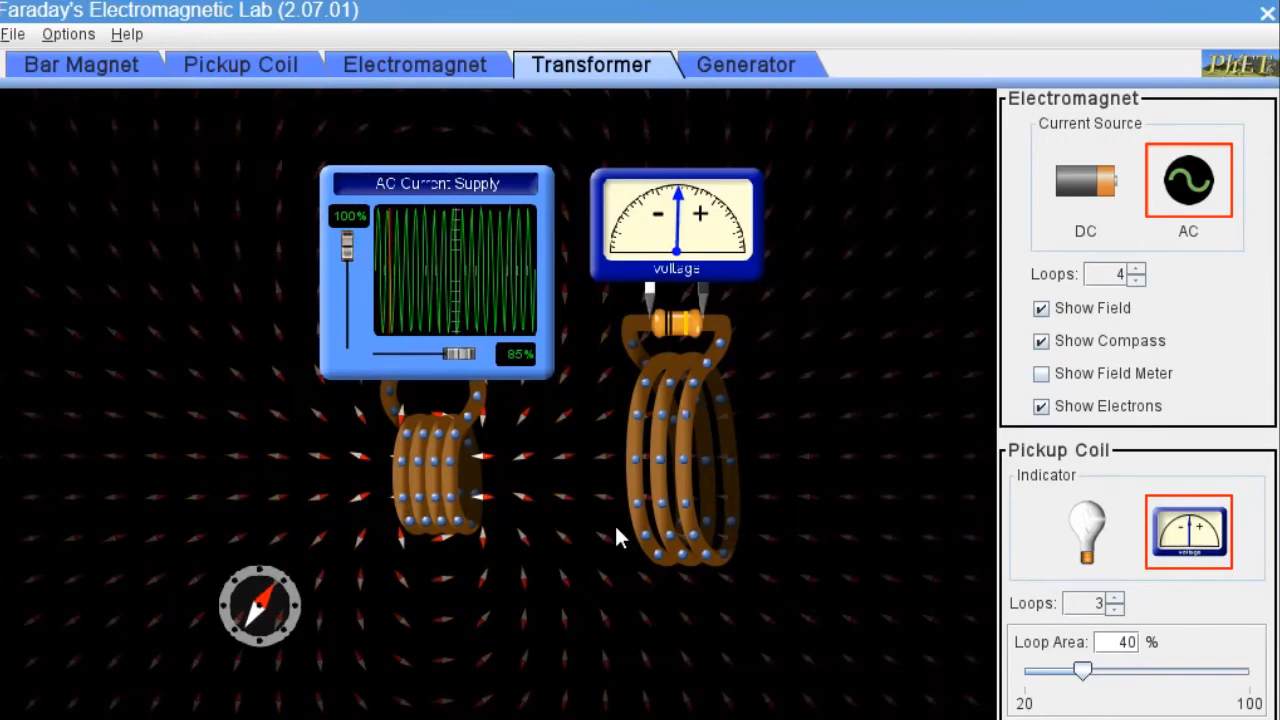 Faraday's Electromagnetic Lab (2.07.01)
File Options Help
Bar Magnet Pickup Coil Electromagnet Transformer Generator
PhET
Electromagnet
Current Source
DC AC
Loops: 4
Show Field
Show Compass
Show Field Meter
Show Electrons
AC Current Supply
100%
85%
- +
voltage
Pickup Coil
Indicator
- +
voltage
Loops: 3
Loop Area: 40 %
20 100